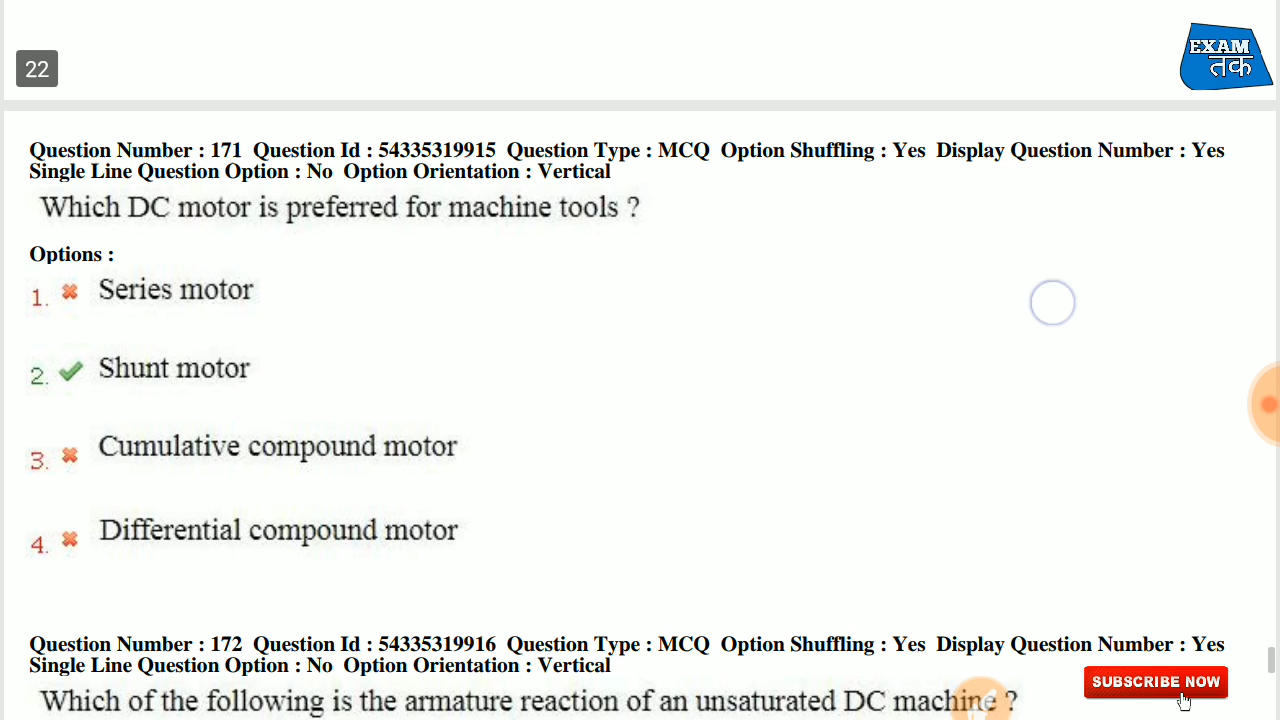 22
EXAM
तक
Question Number : 171 Question Id : 54335319915 Question Type : MCQ Option Shuffling : Yes Display Question Number : Yes
Single Line Question Option : No Option Orientation : Vertical
Which DC motor is preferred for machine tools ?
Options :
1. Series motor
2. Shunt motor
3. Cumulative compound motor
4. Differential compound motor
Question Number : 172 Question Id : 54335319916 Question Type : MCQ Option Shuffling : Yes Display Question Number : Yes
Single Line Question Option : No Option Orientation : Vertical
Which of the following is the armature reaction of an unsaturated DC machine ?
SUBSCRIBE NOW